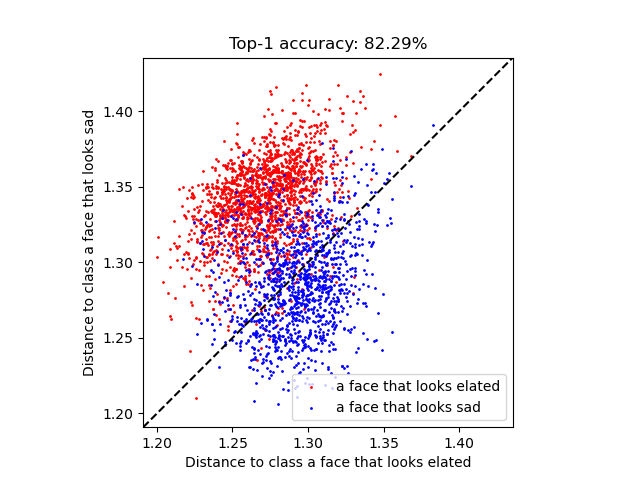 Top-1 accuracy: 82.29%
Distance to class a face that looks sad
1.40
1.35
1.30
1.25
1.20
a face that looks elated
a face that looks sad
1.20 1.25 1.30 1.35 1.40
Distance to class a face that looks elated